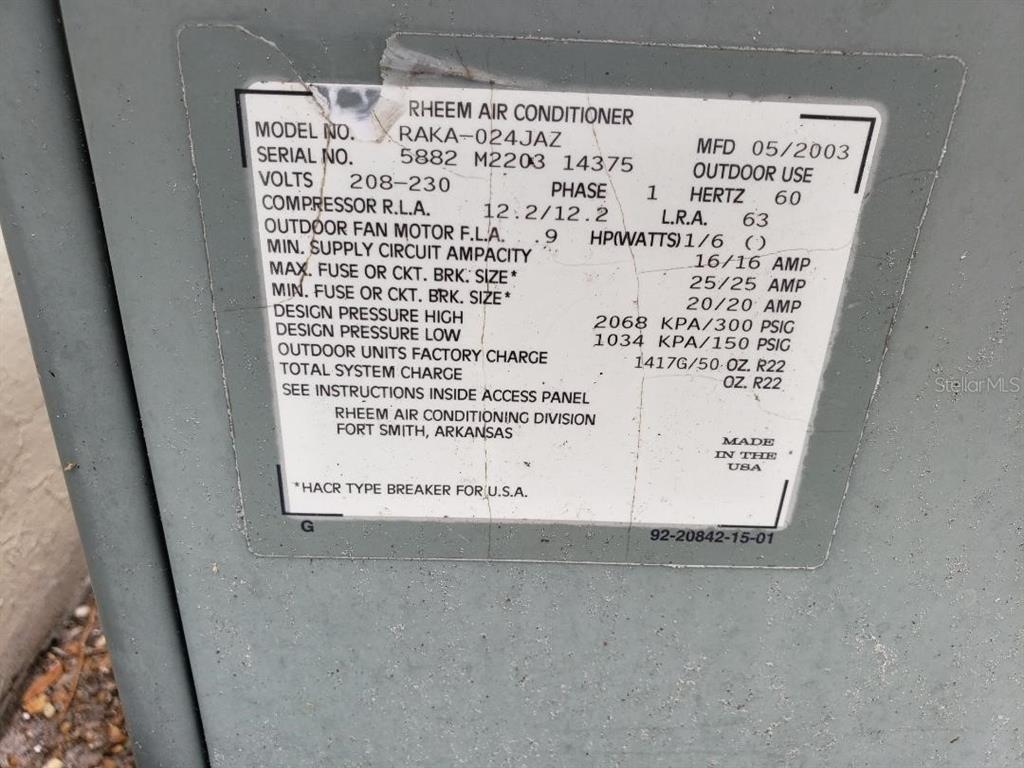 RHEEM AIR CONDITIONER
MODEL NO. RAKA-024JAZ MFD 05/2003
SERIAL NO. 5882 M2203 14375 OUTDOOR USE
VOLTS 208-230 PHASE 1 HERTZ 60
COMPRESSOR R.L.A. 12.2/12.2 L.R.A. 63
OUTDOOR FAN MOTOR F.L.A. .9 HP(WATTS) 1/6 ()
MIN. SUPPLY CIRCUIT AMPACITY 16/16 AMP
MAX. FUSE OR CKT. BRK. SIZE* 25/25 AMP
MIN. FUSE OR CKT. BRK. SIZE* 20/20 AMP
DESIGN PRESSURE HIGH 2068 KPA/300 PSIG
DESIGN PRESSURE LOW 1034 KPA/150 PSIG
OUTDOOR UNITS FACTORY CHARGE 1417G/50 OZ. R22
TOTAL SYSTEM CHARGE OZ. R22
SEE INSTRUCTIONS INSIDE ACCESS PANEL
RHEEM AIR CONDITIONING DIVISION
FORT SMITH, ARKANSAS
MADE
IN THE
USA
*HACR TYPE BREAKER FOR U.S.A.
G 92-20842-15-01
StellarMLS